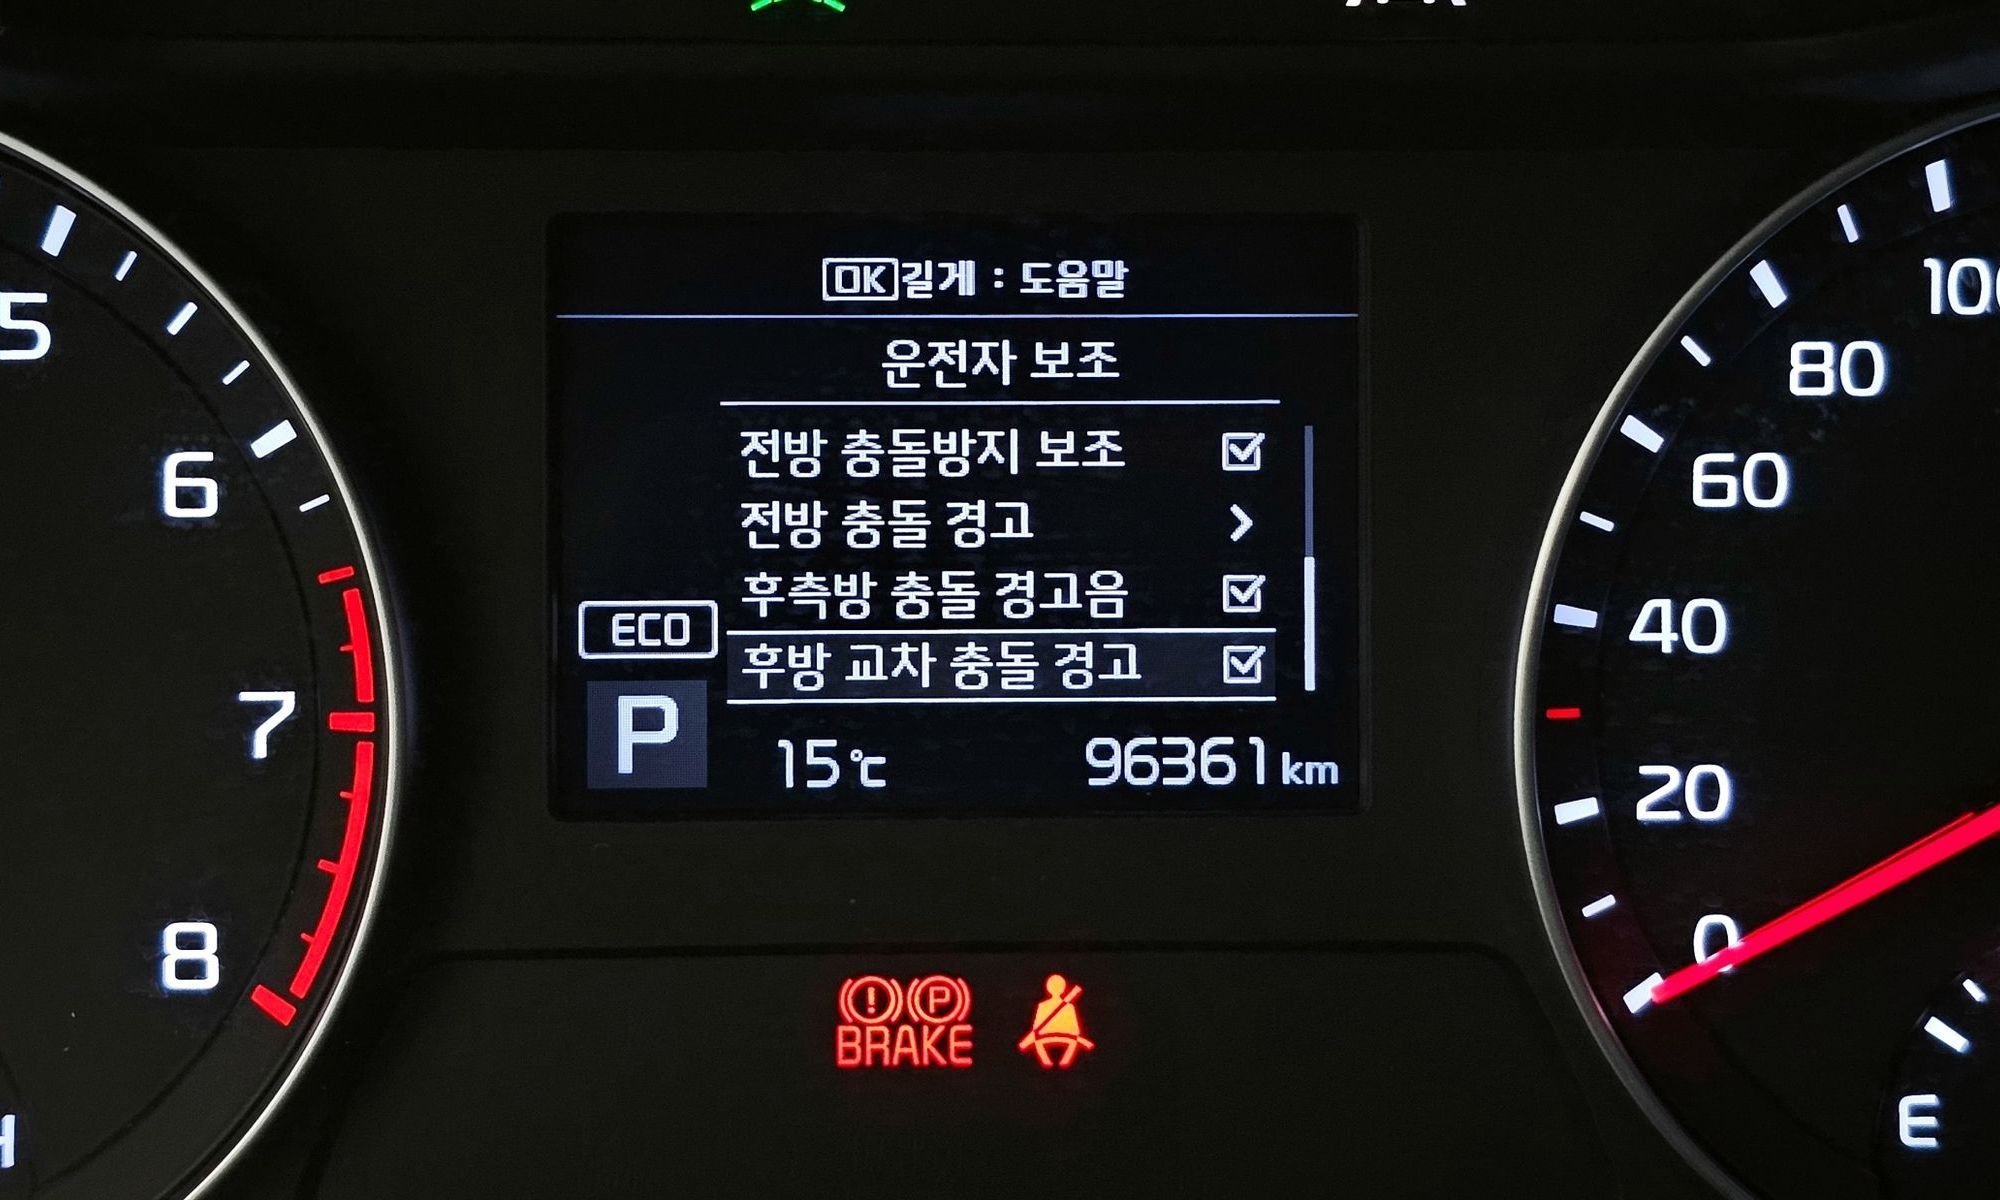 OK길게 : 도움말
운전자 보조
전방 충돌방지 보조
전방 충돌 경고
후측방 충돌 경고음
후방 교차 충돌 경고
ECO
P
15℃ 96361 km
5
6
7
8
H
100
80
60
40
20
0
E
BRAKE